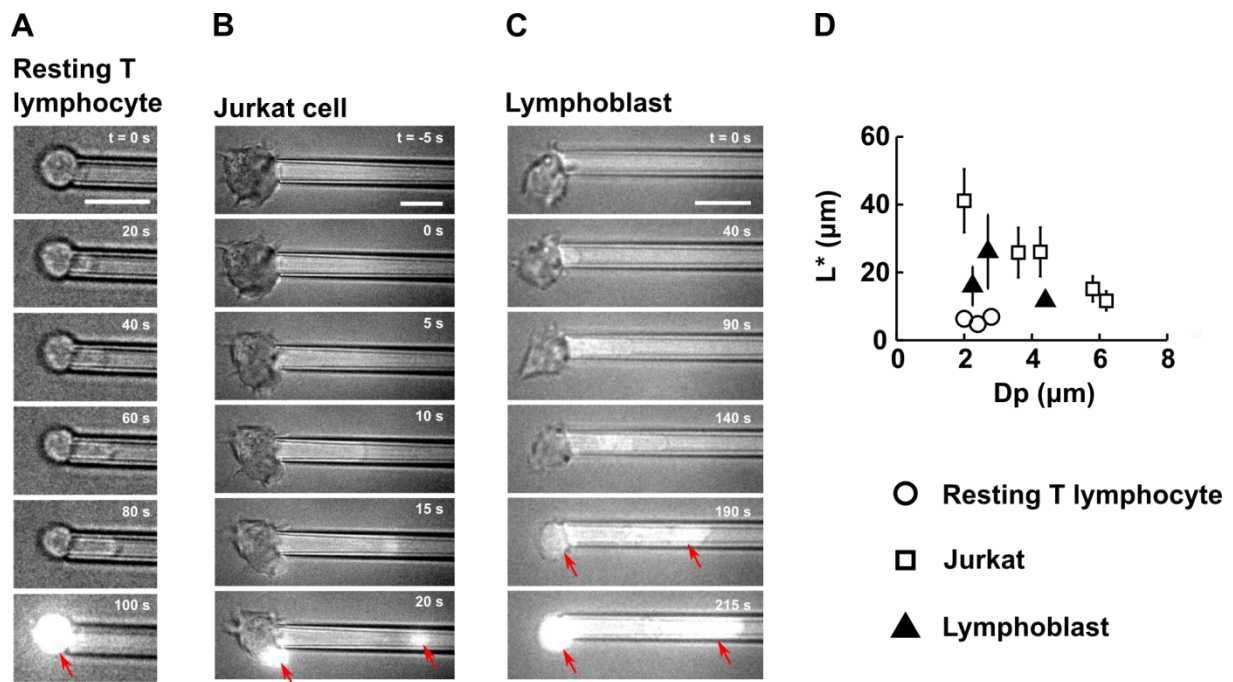 A
Resting T
lymphocyte
t = 0 s
20 s
40 s
60 s
80 s
100 s
B
Jurkat cell
t = -5 s
0 s
5 s
10 s
15 s
20 s
C
Lymphoblast
t = 0 s
40 s
90 s
140 s
190 s
215 s
D
60
40
20
0
L* (µm)
0 2 4 6 8
Dp (µm)
Resting T lymphocyte
Jurkat
Lymphoblast